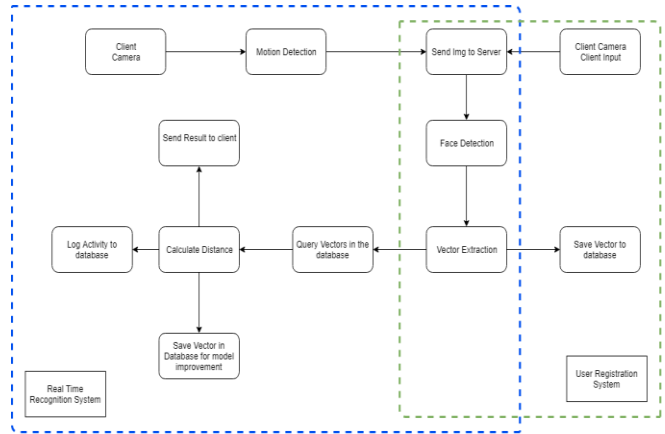 Client
Camera
Motion Detection
Send Img to Server
Client Camera
Client Input
Send Result to client
Face Detection
Log Activity to
database
Calculate Distance
Query Vectors in the
database
Vector Extraction
Save Vector to
database
Save Vector in
Database for model
improvement
Real Time
Recognition System
User Registration
System